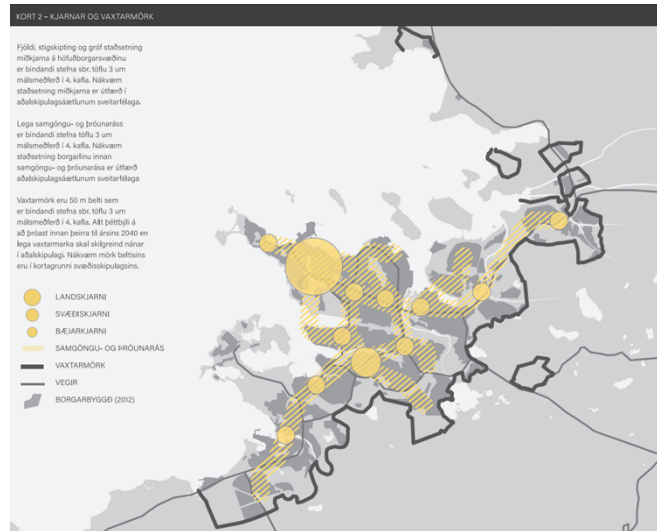 KORT 2 – KJARNAR OG VAXTARMÖRK
Fjöldi, stigskipting og gróf staðsetning
miðkjarna á höfuðborgarsvæðinu
er bindandi stefna sbr. töflu 3 um
málsmeðferð í 4. kafla. Nákvæm
staðsetning miðkjarna er útfærð í
aðalskipulagsáætlunum sveitarfélaga.
Lega samgöngu- og þróunaráss
er bindandi stefna sbr. töflu 3 um
málsmeðferð í 4. kafla. Nákvæm
staðsetning borgarlínu innan
samgöngu- og þróunarása er útfærð
aðalskipulagsáætlunum sveitarfélaga
Vaxtarmörk eru 50 m belti sem
er bindandi stefna sbr. töflu 3 um
málsmeðferð í 4. kafla. Allt þéttbýli á
að þróast innan þeirra til ársins 2040 en
lega vaxtarmarka skal skilgreind nánar
í aðalskipulagi. Nákvæm mörk beltisins
eru í kortagrunni svæðisskipulagsins.
LANDSKJARNI
SVÆÐISKJARNI
BÆJARKJARNI
SAMGÖNGU- OG ÞRÓUNARÁS
VAXTARMÖRK
VEGIR
BORGARBYGGÐ (2012)